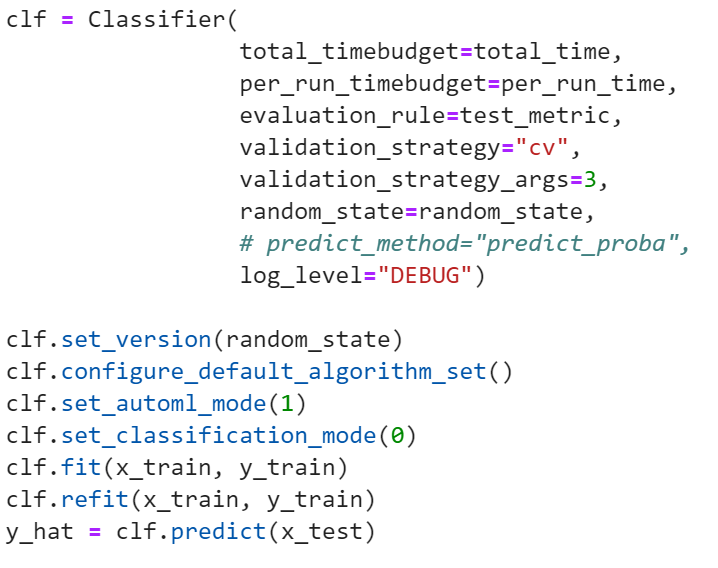 clf = Classifier(
                 total_timebudget=total_time,
                 per_run_timebudget=per_run_time,
                 evaluation_rule=test_metric,
                 validation_strategy="cv",
                 validation_strategy_args=3,
                 random_state=random_state,
                 # predict_method="predict_proba",
                 log_level="DEBUG")

clf.set_version(random_state)
clf.configure_default_algorithm_set()
clf.set_automl_mode(1)
clf.set_classification_mode(0)
clf.fit(x_train, y_train)
clf.refit(x_train, y_train)
y_hat = clf.predict(x_test)